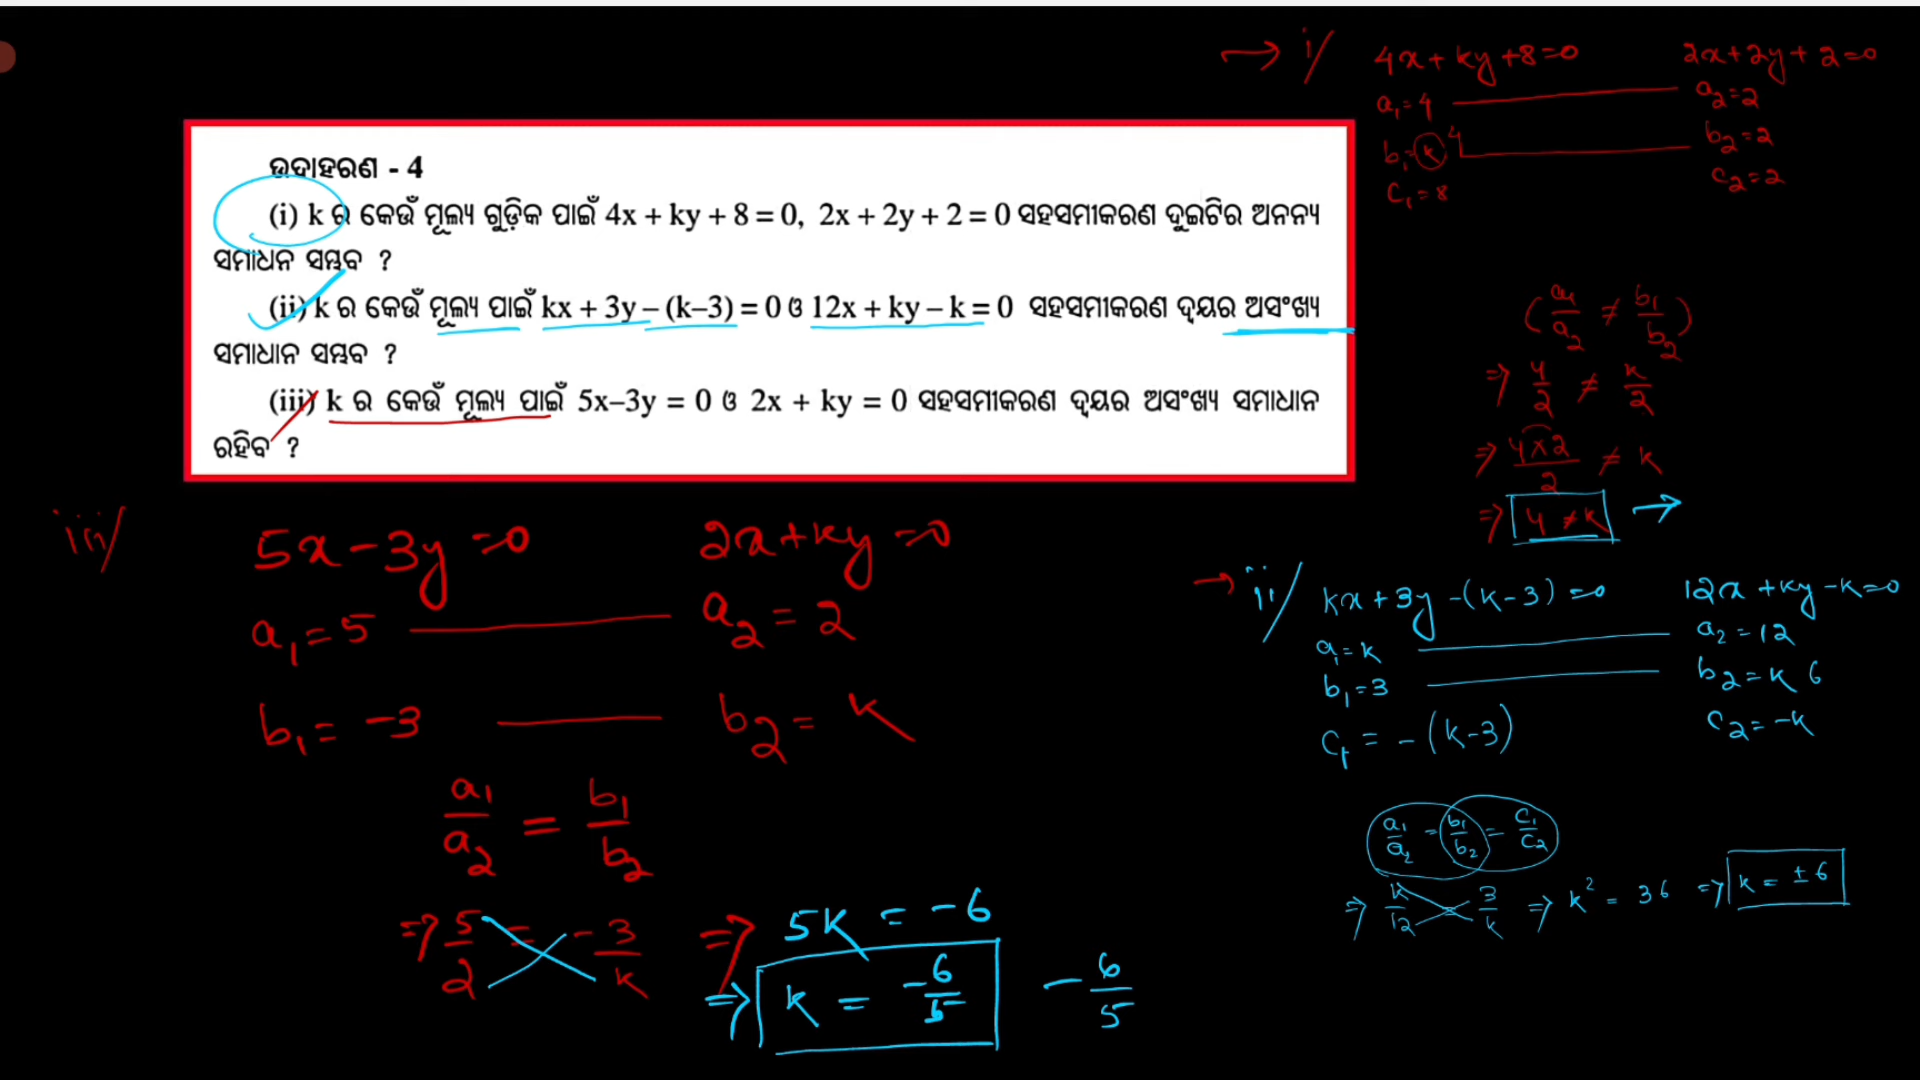 ଉଦାହରଣ - 4
(i) k ର କେଉଁ ମୂଲ୍ୟ ଗୁଡ଼ିକ ପାଇଁ 4x + ky + 8 = 0, 2x + 2y + 2 = 0 ସହସମୀକରଣ ଦୁଇଟିର ଅନନ୍ୟ
ସମାଧନ ସମ୍ଭବ ?
(ii) k ର କେଉଁ ମୂଲ୍ୟ ପାଇଁ kx + 3y – (k–3) = 0 ଓ 12x + ky – k = 0 ସହସମୀକରଣ ଦ୍ୱୟର ଅସଂଖ୍ୟ
ସମାଧାନ ସମ୍ଭବ ?
(iii) k ର କେଉଁ ମୂଲ୍ୟ ପାଇଁ 5x–3y = 0 ଓ 2x + ky = 0 ସହସମୀକରଣ ଦ୍ୱୟର ଅସଂଖ୍ୟ ସମାଧାନ
ରହିବ ?
→ i/ 4x + ky + 8 = 0 2x + 2y + 2 = 0
a₁ = 4 a₂ = 2
b₁ = k 4 b₂ = 2
c₁ = 8 c₂ = 2
(a₁/a₂ ≠ b₁/b₂)
⇒ 4/2 ≠ k/2
⇒ 4×2/2 ≠ k
⇒ 4 ≠ k →
→ ii/ kx + 3y - (k-3) = 0 12x + ky - k = 0
a₁ = k a₂ = 12
b₁ = 3 b₂ = k 6
c₁ = - (k-3) c₂ = -k
a₁/a₂ = b₁/b₂ = c₁/c₂
⇒ k/12 = 3/k ⇒ k² = 36 ⇒ k = ± 6
iii/ 5x - 3y = 0 2x + ky = 0
a₁ = 5 a₂ = 2
b₁ = -3 b₂ = k
a₁/a₂ = b₁/b₂
⇒ 5/2 = -3/k ⇒ 5k = -6
⇒ k = -6/5 - 6/5